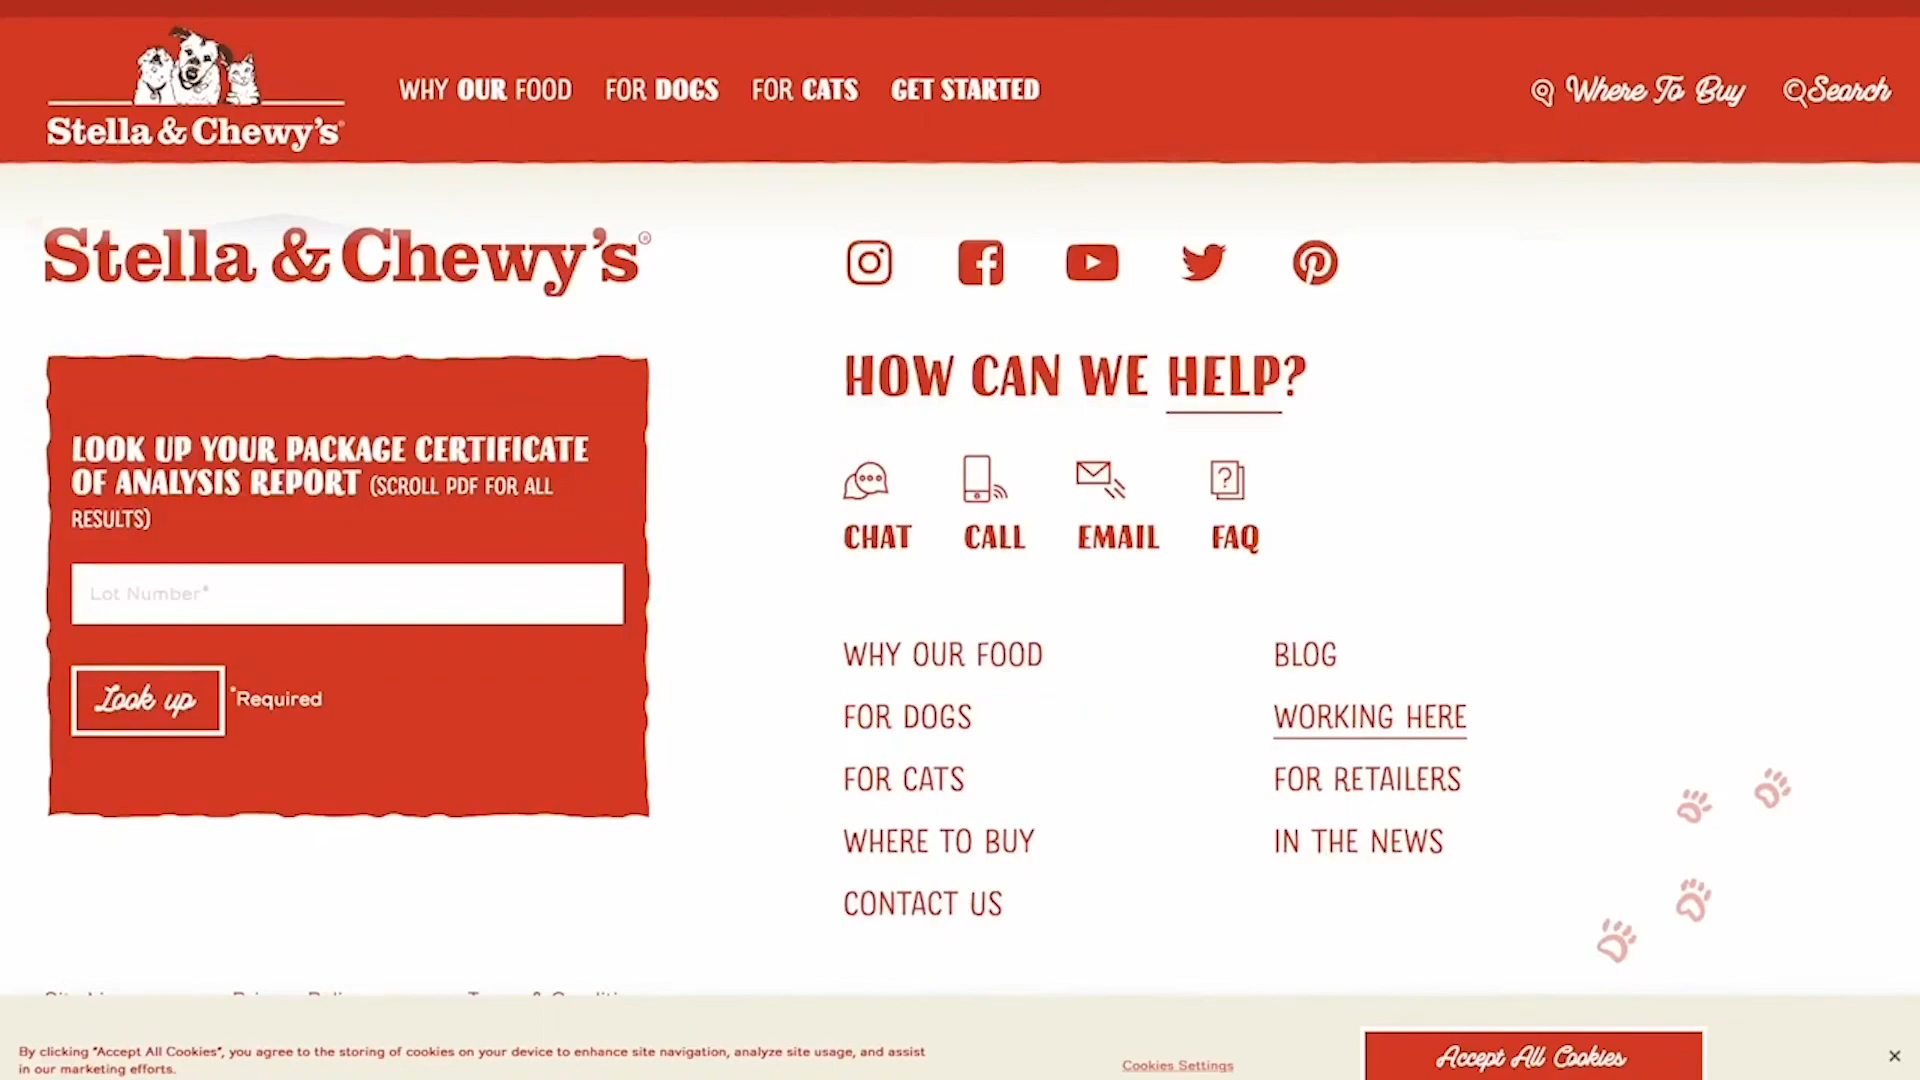 WHY OUR FOOD FOR DOGS FOR CATS GET STARTED
Where To Buy Search
Stella & Chewy's
Stella & Chewy's®
HOW CAN WE HELP?
LOOK UP YOUR PACKAGE CERTIFICATE
OF ANALYSIS REPORT (SCROLL PDF FOR ALL
RESULTS)
Lot Number*
Look up *Required
CHAT CALL EMAIL FAQ
WHY OUR FOOD
FOR DOGS
FOR CATS
WHERE TO BUY
CONTACT US
BLOG
WORKING HERE
FOR RETAILERS
IN THE NEWS
By clicking "Accept All Cookies", you agree to the storing of cookies on your device to enhance site navigation, analyze site usage, and assist
in our marketing efforts.
Cookies Settings
Accept All Cookies